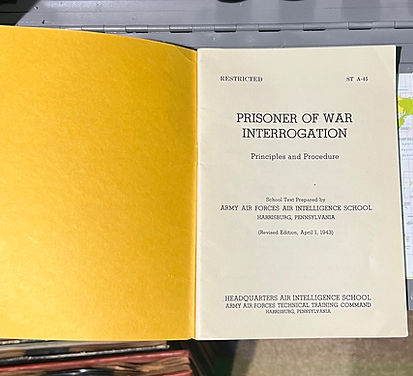 RESTRICTED ST A-45
PRISONER OF WAR
INTERROGATION
Principles and Procedure
School Text Prepared by
ARMY AIR FORCES AIR INTELLIGENCE SCHOOL
HARRISBURG, PENNSYLVANIA
(Revised Edition, April 1, 1943)
HEADQUARTERS AIR INTELLIGENCE SCHOOL
ARMY AIR FORCES TECHNICAL TRAINING COMMAND
HARRISBURG, PENNSYLVANIA